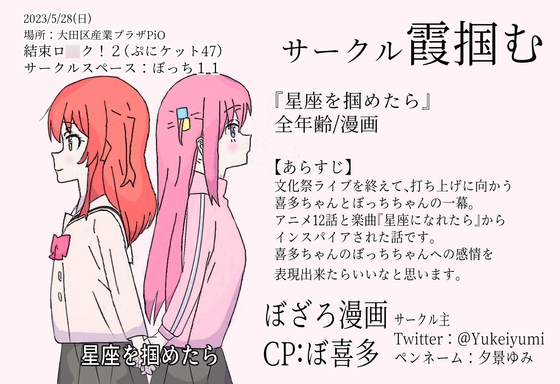 2023/5/28(日)
場所：大田区産業プラザPiO
結束ロ ク！2(ぷにケット47)
サークルスペース：ぼっち11
サークル霞掴む
『星座を掴めたら』
全年齢/漫画
【あらすじ】
文化祭ライブを終えて、打ち上げに向かう
喜多ちゃんとぼっちちゃんの一幕。
アニメ12話と楽曲『星座になれたら』から
インスパイアされた話です。
喜多ちゃんのぼっちちゃんへの感情を
表現出来たらいいなと思います。
ぼざろ漫画
CP:ぼ喜多
サークル主
Twitter：@Yukeiyumi
ペンネーム：夕景ゆみ
星座を掴めたら